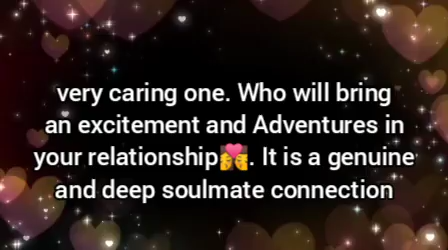 very caring one. Who will bring
an excitement and Adventures in
your relationship💏. It is a genuine
and deep soulmate connection